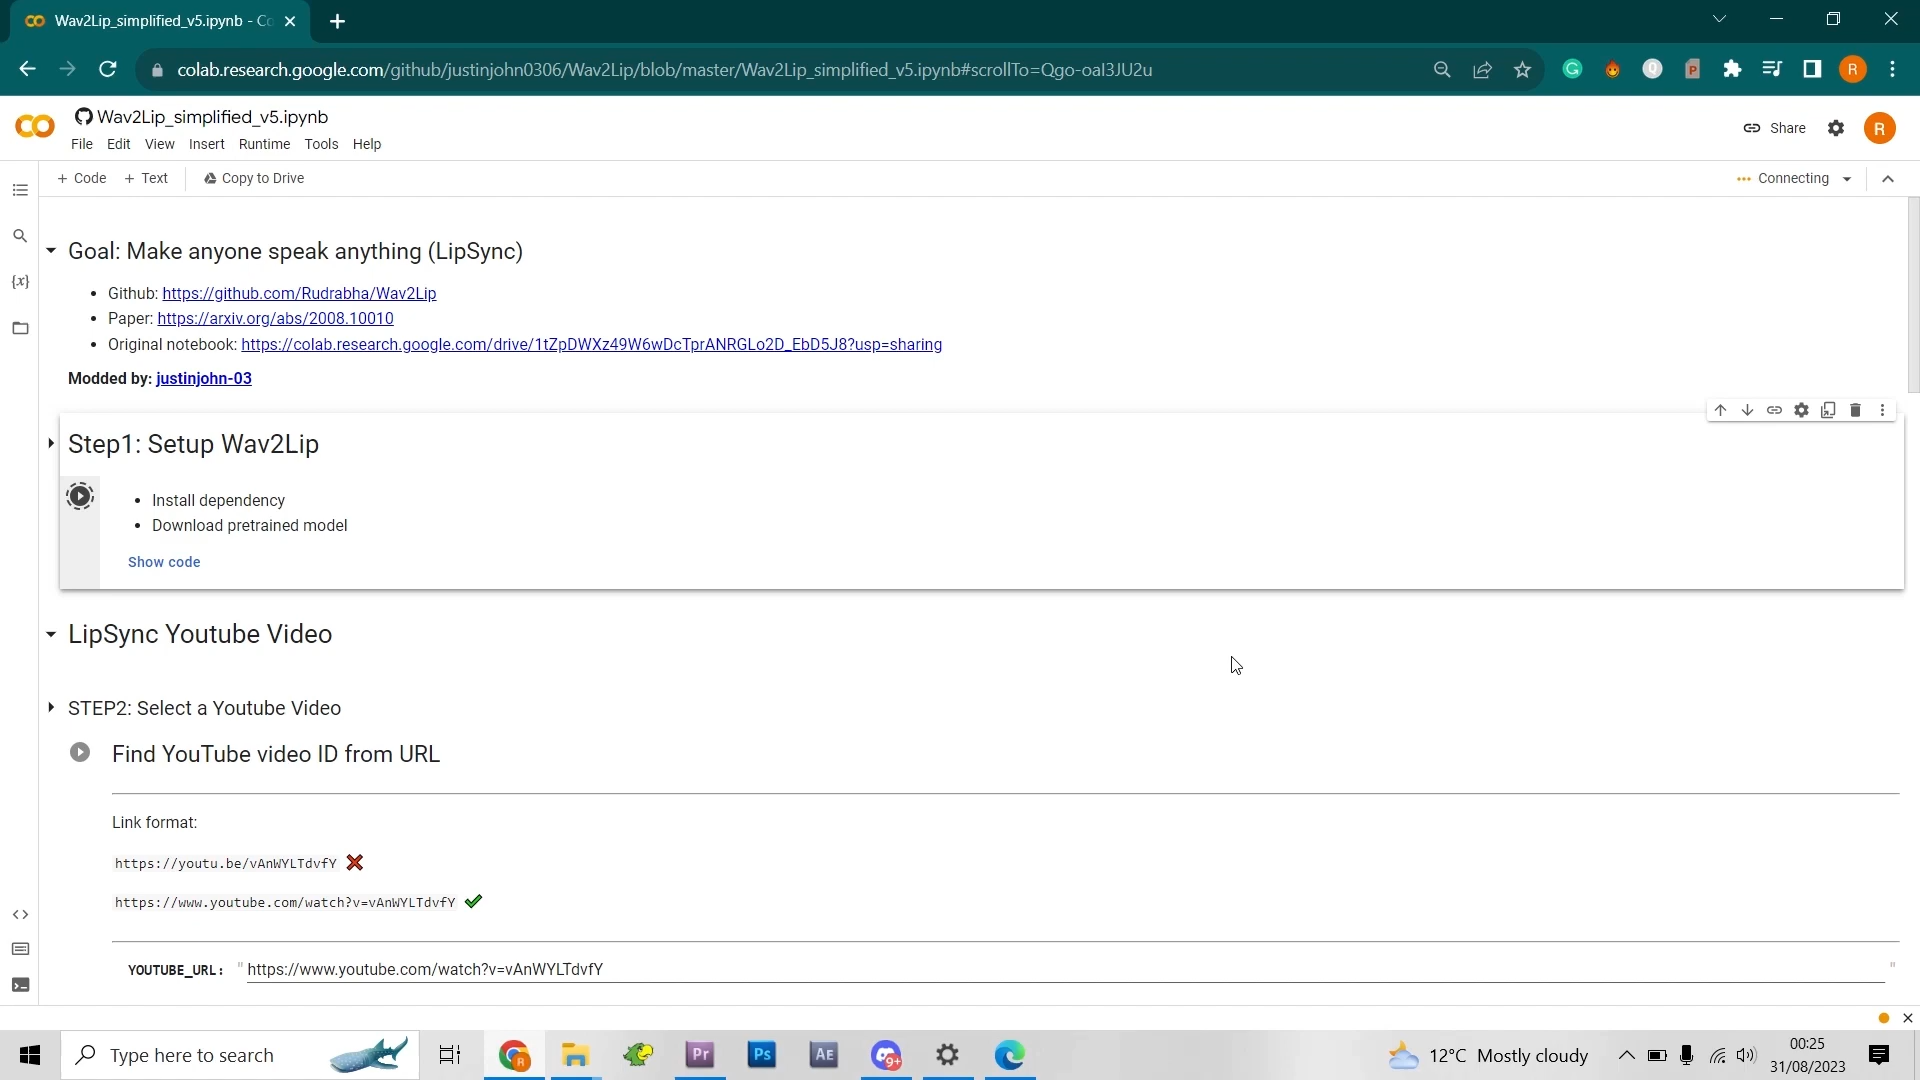 Wav2Lip_simplified_v5.ipynb - Co
colab.research.google.com/github/justinjohn0306/Wav2Lip/blob/master/Wav2Lip_simplified_v5.ipynb#scrollTo=Qgo-oaI3JU2u
R
Wav2Lip_simplified_v5.ipynb
File Edit View Insert Runtime Tools Help
Share
R
+ Code + Text Copy to Drive
Connecting
Goal: Make anyone speak anything (LipSync)
• Github: https://github.com/Rudrabha/Wav2Lip
• Paper: https://arxiv.org/abs/2008.10010
• Original notebook: https://colab.research.google.com/drive/1tZpDWXz49W6wDcTprANRGLo2D_EbD5J8?usp=sharing
Modded by: justinjohn-03
Step1: Setup Wav2Lip
• Install dependency
• Download pretrained model
Show code
LipSync Youtube Video
STEP2: Select a Youtube Video
Find YouTube video ID from URL
Link format:
https://youtu.be/vAnWYLTdvfY ❌
https://www.youtube.com/watch?v=vAnWYLTdvfY ✔
YOUTUBE_URL: " https://www.youtube.com/watch?v=vAnWYLTdvfY "
Type here to search
R
Pr
Ps
AE
9+
12°C Mostly cloudy
00:25
31/08/2023